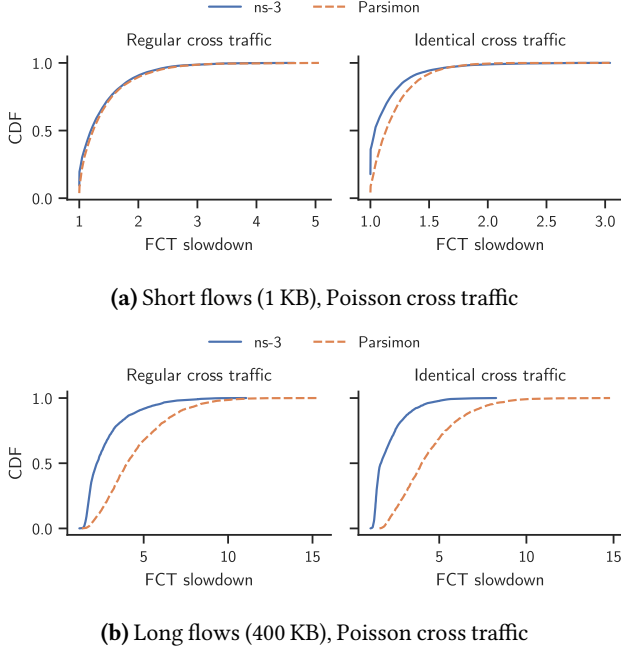 ns-3 Parsimon
Regular cross traffic Identical cross traffic
CDF
1.0
0.5
0.0
1 2 3 4 5
1.0 1.5 2.0 2.5 3.0
FCT slowdown FCT slowdown
(a) Short flows (1 KB), Poisson cross traffic
ns-3 Parsimon
Regular cross traffic Identical cross traffic
CDF
1.0
0.5
0.0
5 10 15
5 10 15
FCT slowdown FCT slowdown
(b) Long flows (400 KB), Poisson cross traffic